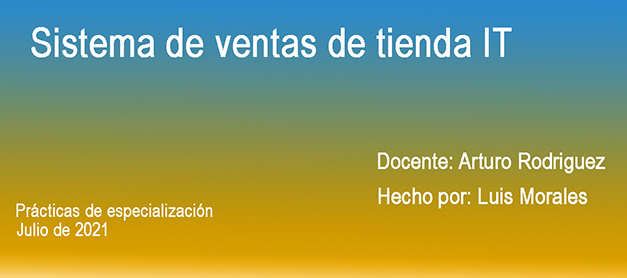 Sistema de ventas de tienda IT
Docente: Arturo Rodriguez
Hecho por: Luis Morales
Prácticas de especialización
Julio de 2021